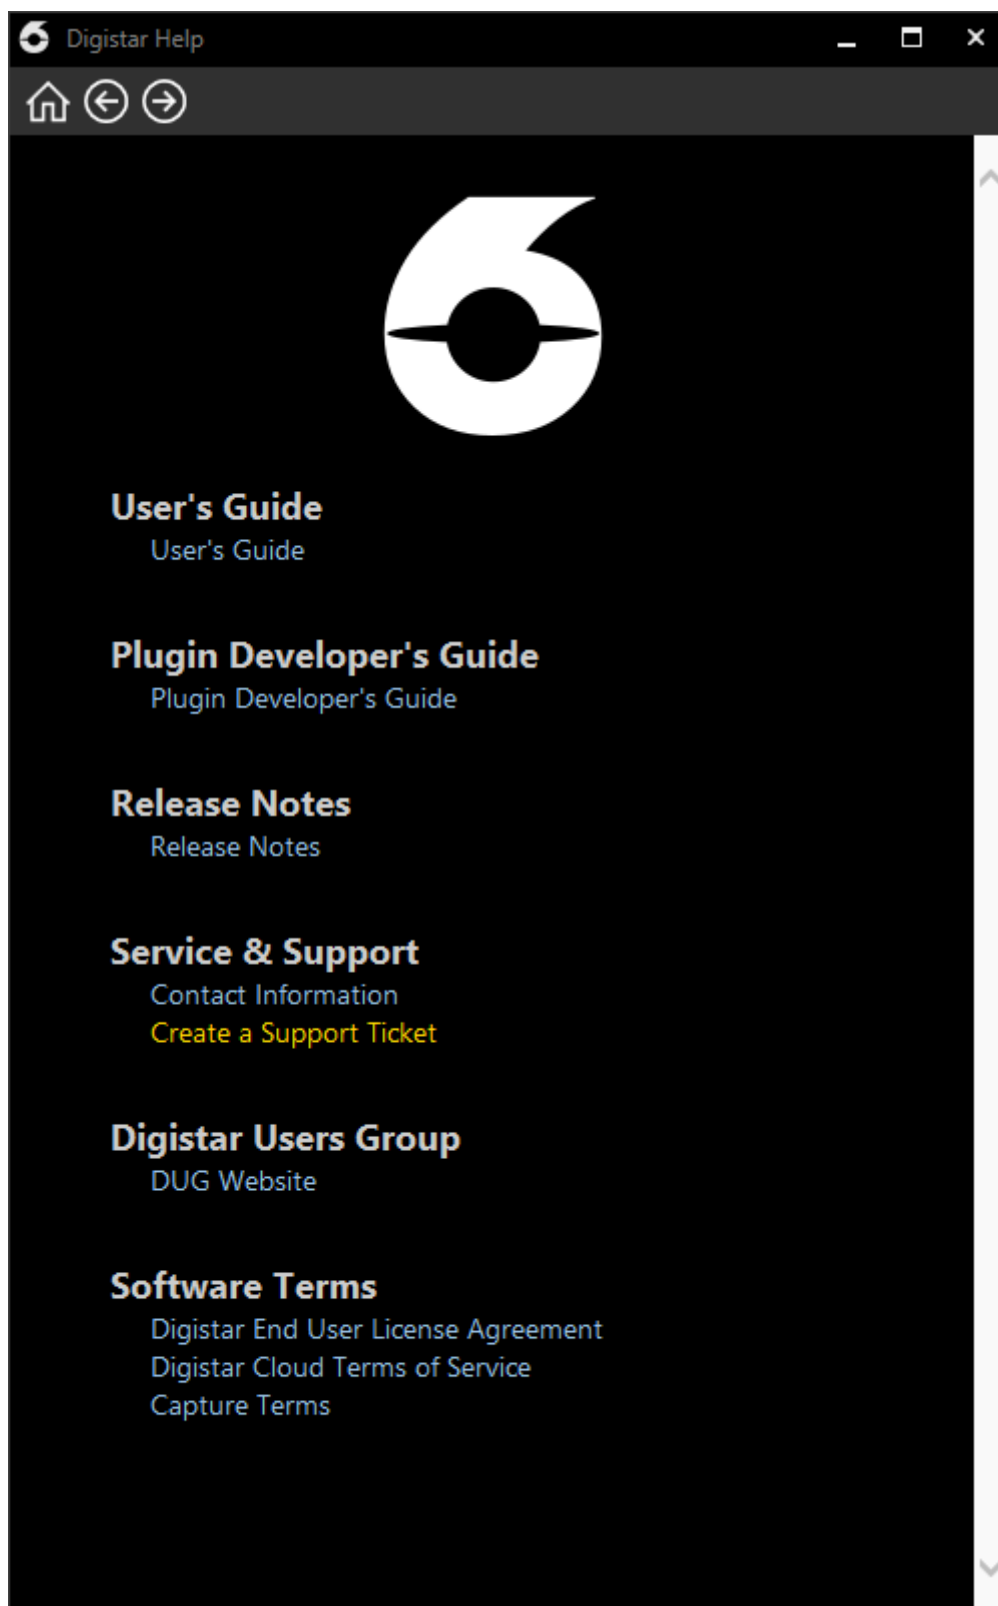 Digistar Help
6
User's Guide
User's Guide
Plugin Developer's Guide
Plugin Developer's Guide
Release Notes
Release Notes
Service & Support
Contact Information
Create a Support Ticket
Digistar Users Group
DUG Website
Software Terms
Digistar End User License Agreement
Digistar Cloud Terms of Service
Capture Terms